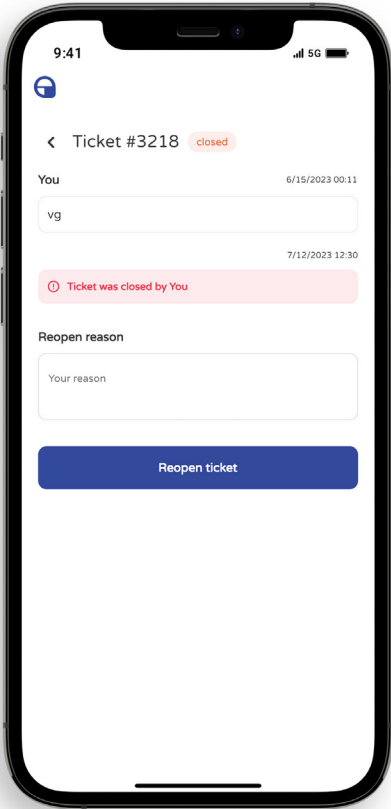 9:41
5G
Ticket #3218 closed
You 6/15/2023 00:11
vg
7/12/2023 12:30
Ticket was closed by You
Reopen reason
Your reason
Reopen ticket